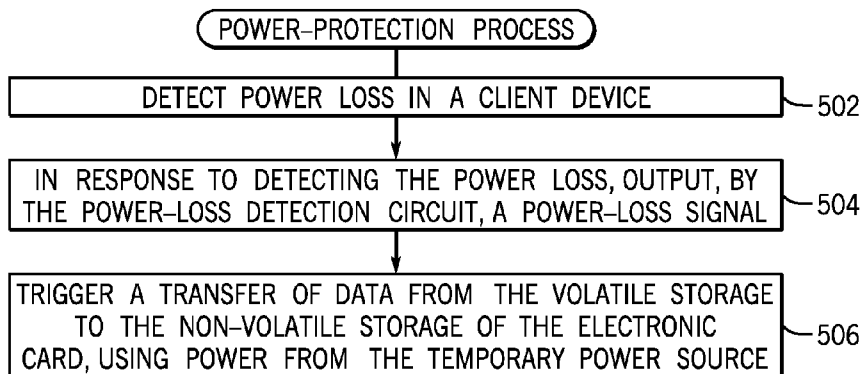 POWER–PROTECTION PROCESS
DETECT POWER LOSS IN A CLIENT DEVICE
502
IN RESPONSE TO DETECTING THE POWER LOSS, OUTPUT, BY
THE POWER–LOSS DETECTION CIRCUIT, A POWER–LOSS SIGNAL
504
TRIGGER A TRANSFER OF DATA FROM THE VOLATILE STORAGE
TO THE NON–VOLATILE STORAGE OF THE ELECTRONIC
CARD, USING POWER FROM THE TEMPORARY POWER SOURCE
506